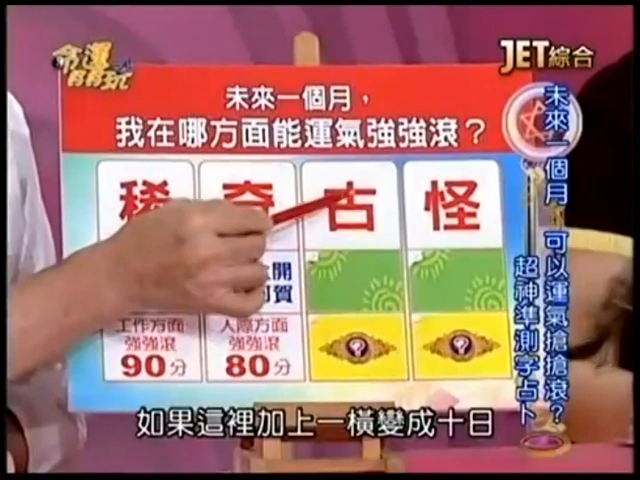 命運
好好玩
JET綜合
未來一個月，
我在哪方面能運氣強強滾？
稀 奇 古 怪
開
賀
工作方面
強強滾
90分
人際方面
強強滾
80分
?
?
未來一個月，可以運氣搶搶滾？
超神準測字占卜
如果這裡加上一橫變成十日